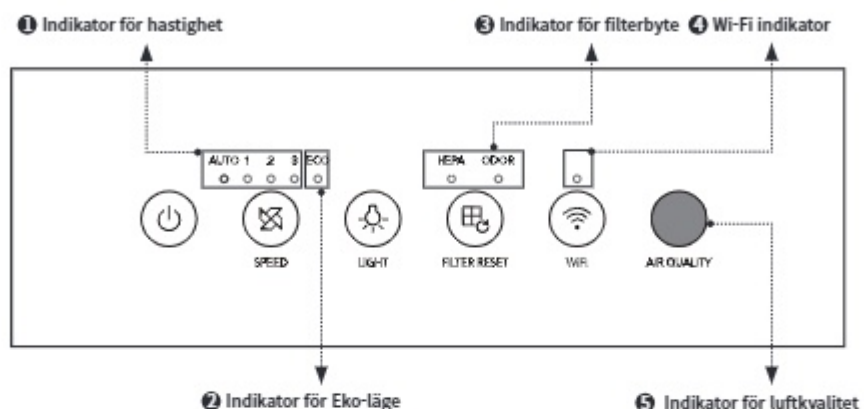 ❶ Indikator för hastighet
❸ Indikator för filterbyte ❹ Wi-Fi indikator
AUTO 1 2 3 ECO
HEPA ODOR
SPEED
LIGHT
FILTER RESET
WIFI
AIR QUALITY
❷ Indikator för Eko-läge
❺ Indikator för luftkvalitet